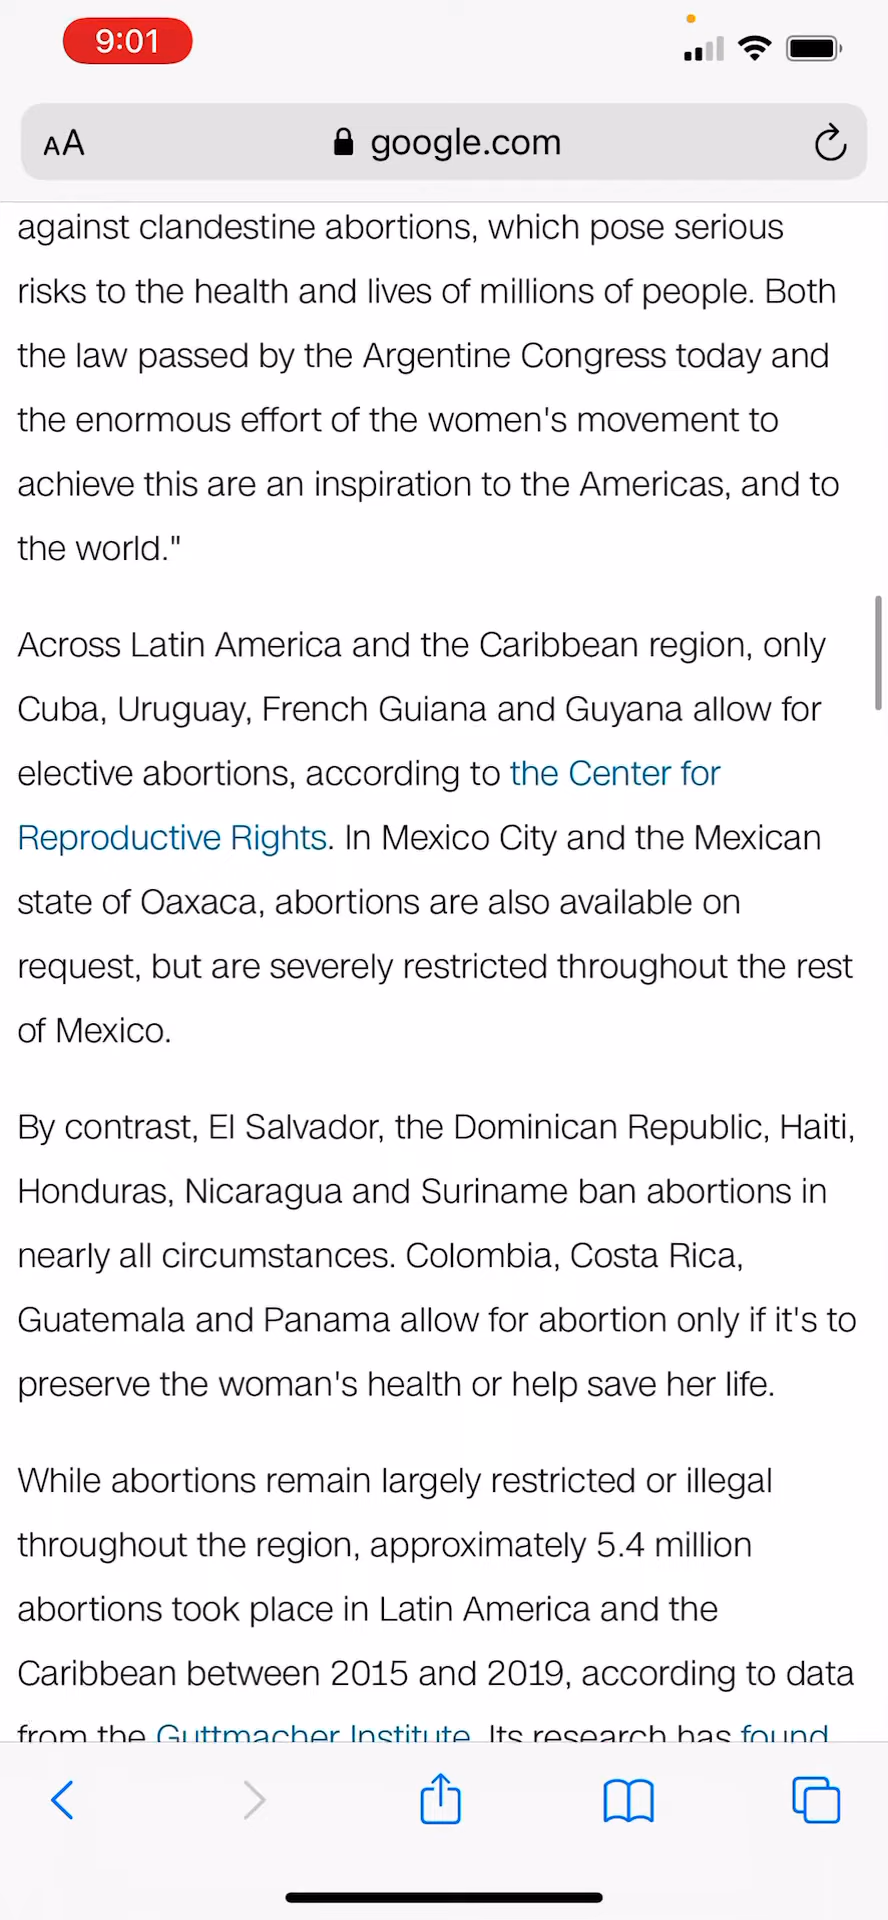 9:01
AA google.com
against clandestine abortions, which pose serious
risks to the health and lives of millions of people. Both
the law passed by the Argentine Congress today and
the enormous effort of the women's movement to
achieve this are an inspiration to the Americas, and to
the world."
Across Latin America and the Caribbean region, only
Cuba, Uruguay, French Guiana and Guyana allow for
elective abortions, according to the Center for
Reproductive Rights. In Mexico City and the Mexican
state of Oaxaca, abortions are also available on
request, but are severely restricted throughout the rest
of Mexico.
By contrast, El Salvador, the Dominican Republic, Haiti,
Honduras, Nicaragua and Suriname ban abortions in
nearly all circumstances. Colombia, Costa Rica,
Guatemala and Panama allow for abortion only if it's to
preserve the woman's health or help save her life.
While abortions remain largely restricted or illegal
throughout the region, approximately 5.4 million
abortions took place in Latin America and the
Caribbean between 2015 and 2019, according to data
from the Guttmacher Institute. Its research has found